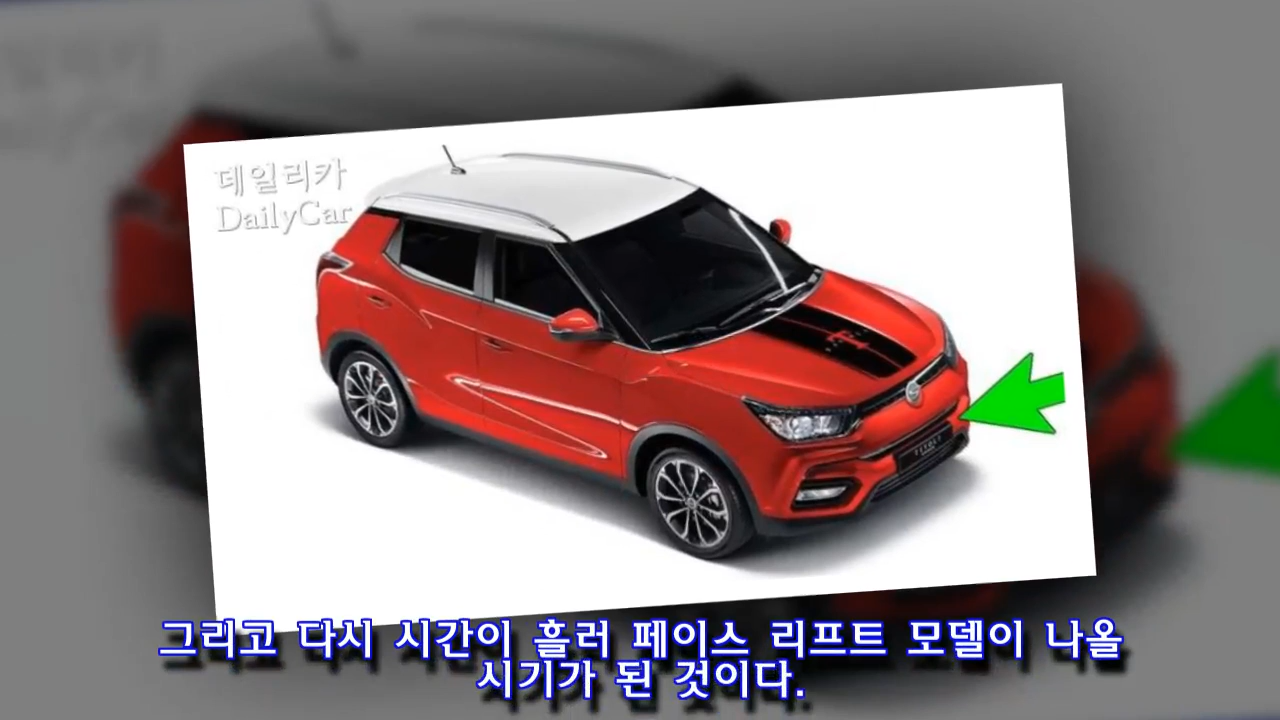 데일리카
DailyCar
그리고 다시 시간이 흘러 페이스 리프트 모델이 나올
시기가 된 것이다.